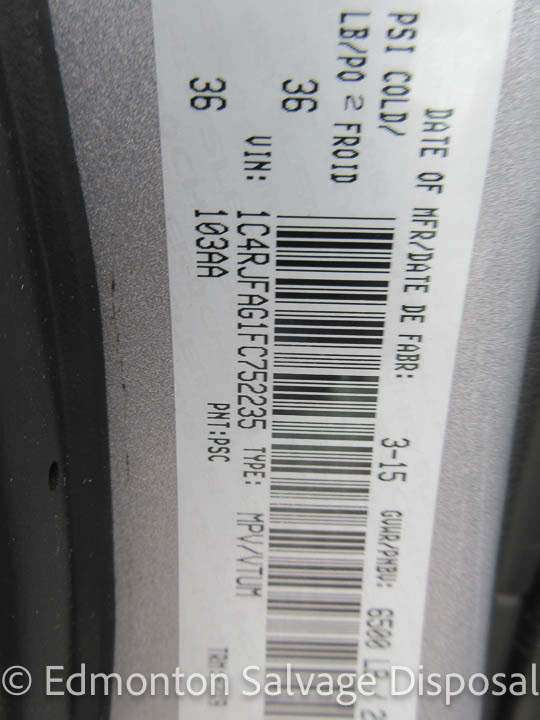 DATE OF MFR/DATE DE FABR: 3-15 GVWR/PNBV: 6500 LB
PSI COLD/
LB/PO 2 FROID
36
36
VIN: 1C4RJFAG1FC752235 TYPE: MPV/VTUM
103AA PNT:PSC
© Edmonton Salvage Disposal